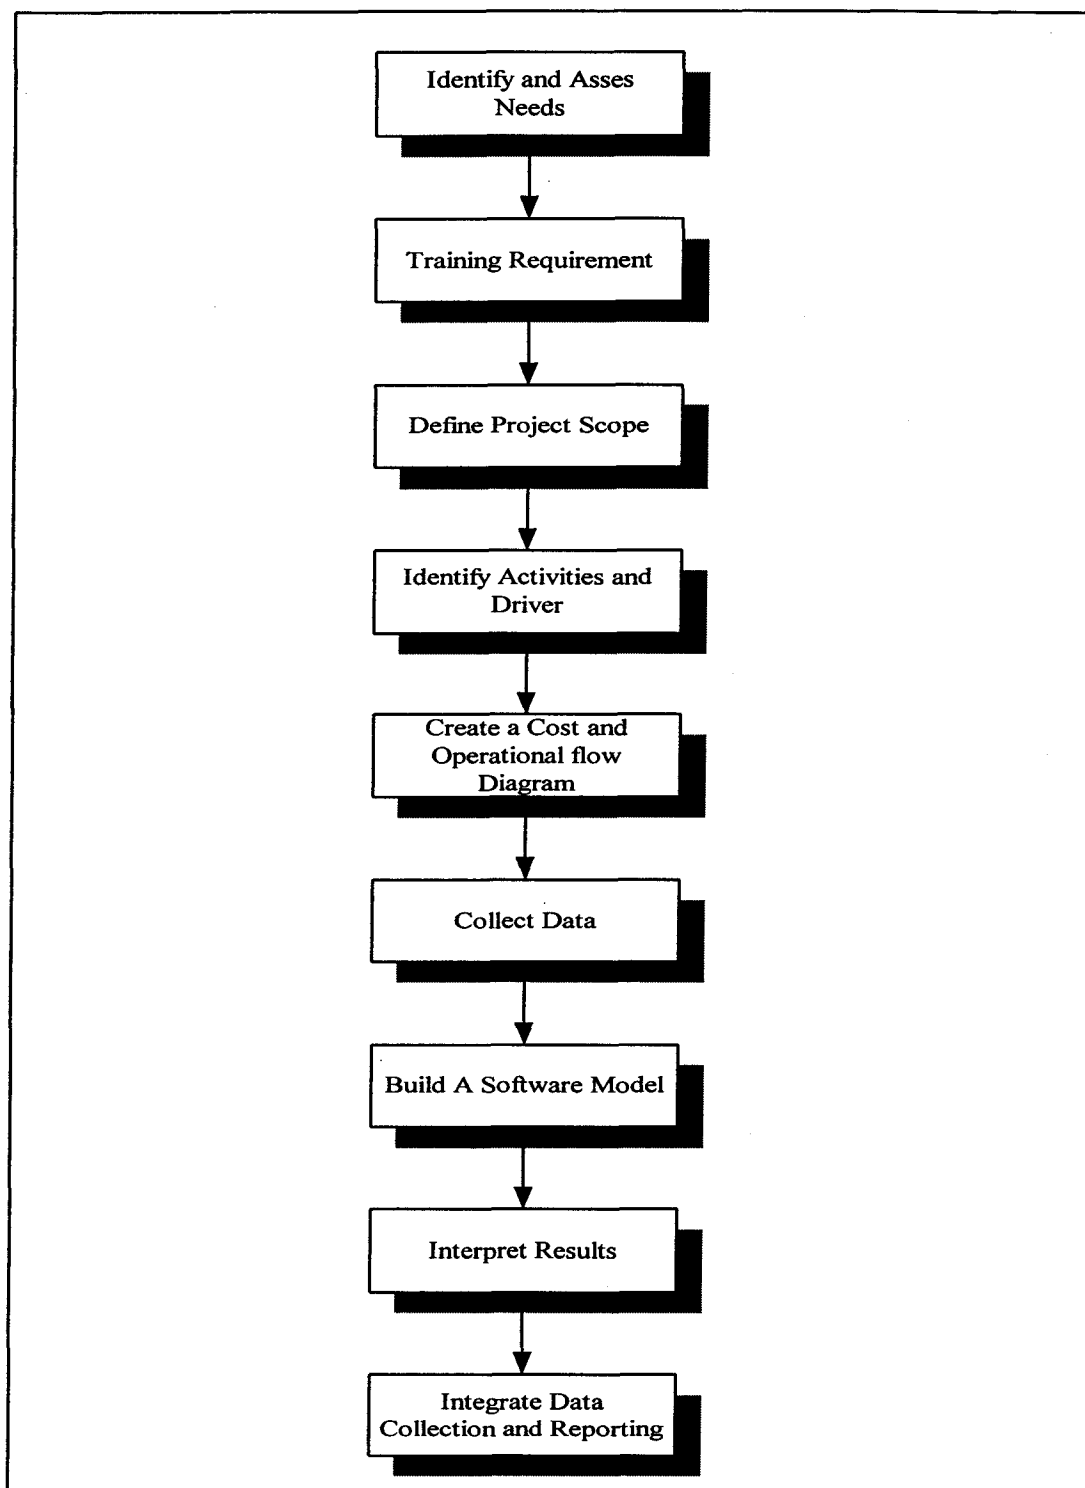 Identify and Asses
Needs
Training Requirement
Define Project Scope
Identify Activities and
Driver
Create a Cost and
Operational flow
Diagram
Collect Data
Build A Software Model
Interpret Results
Integrate Data
Collection and Reporting